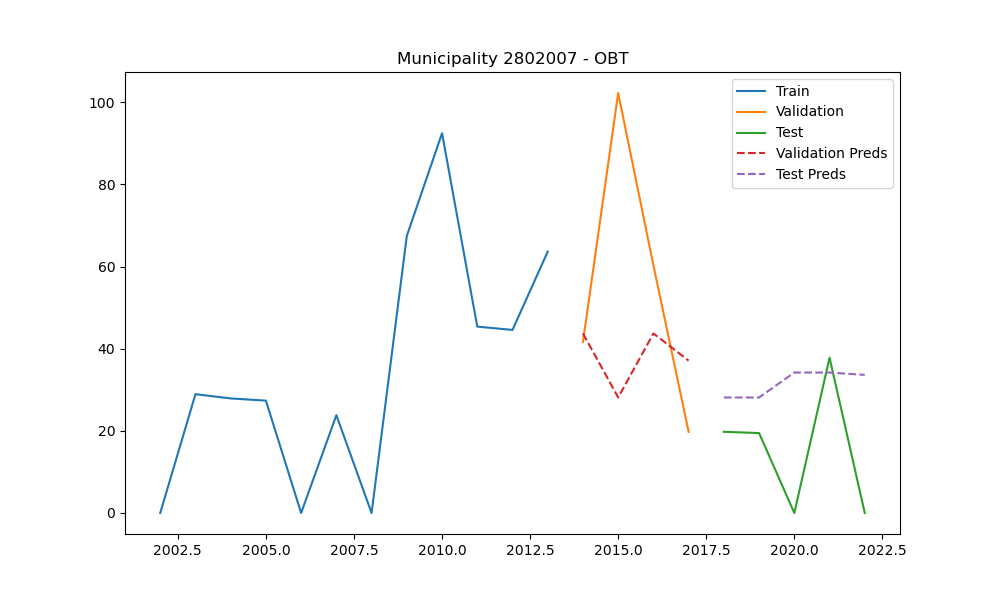 Municipality 2802007 - OBT
Train
Validation
Test
Validation Preds
Test Preds
100
80
60
40
20
0
2002.5 2005.0 2007.5 2010.0 2012.5 2015.0 2017.5 2020.0 2022.5